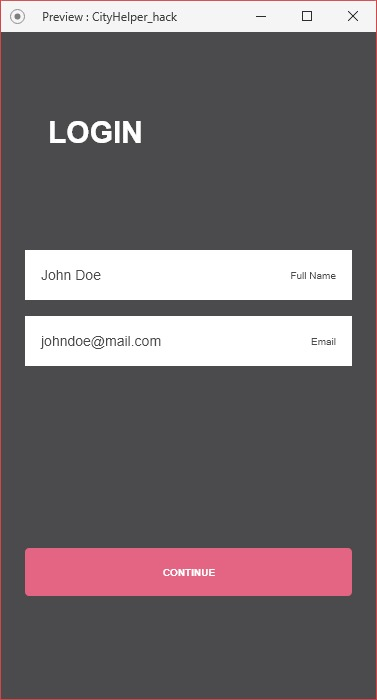 Preview : CityHelper_hack
LOGIN
John Doe Full Name
johndoe@mail.com Email
CONTINUE